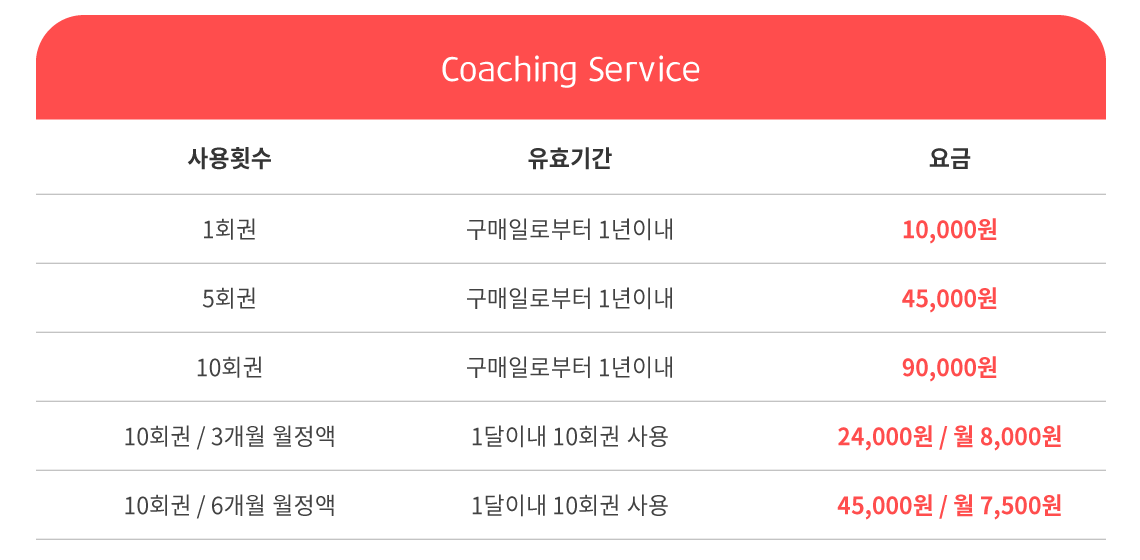 Coaching Service
사용횟수 유효기간 요금
1회권 구매일로부터 1년이내 10,000원
5회권 구매일로부터 1년이내 45,000원
10회권 구매일로부터 1년이내 90,000원
10회권 / 3개월 월정액 1달이내 10회권 사용 24,000원 / 월 8,000원
10회권 / 6개월 월정액 1달이내 10회권 사용 45,000원 / 월 7,500원